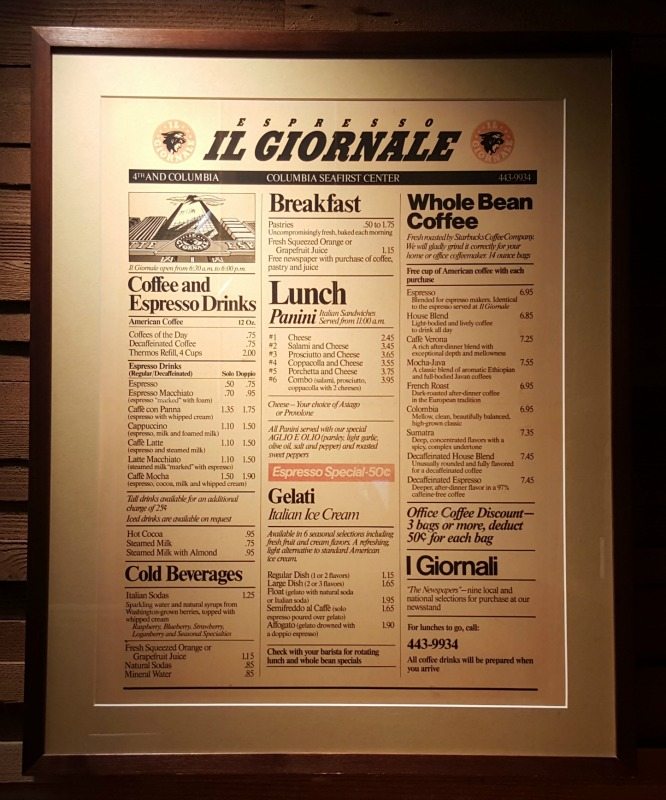 ESPRESSO
IL GIORNALE
IL GIORNALE
IL GIORNALE
4TH AND COLUMBIA COLUMBIA SEAFIRST CENTER 443-9934
IL GIORNALE
Il Giornale open from 6:30 a.m. to 6:00 p.m.
Coffee and
Espresso Drinks
American Coffee 12 Oz.
Coffees of the Day .75
Decaffeinated Coffee .75
Thermos Refill, 4 Cups 2.00
Espresso Drinks
(Regular/Decaffeinated) Solo Doppio
Espresso .50 .75
Espresso Macchiato .70 .95
(espresso "marked" with foam)
Caffè con Panna 1.35 1.75
(espresso with whipped cream)
Cappuccino 1.10 1.50
(espresso, milk and foamed milk)
Caffè Latte 1.10 1.50
(espresso and steamed milk)
Latte Macchiato 1.10 1.50
(steamed milk "marked" with espresso)
Caffè Mocha 1.50 1.90
(espresso, cocoa, milk and whipped cream)
Tall drinks available for an additional
charge of 25¢
Iced drinks are available on request
Hot Cocoa .95
Steamed Milk .75
Steamed Milk with Almond .95
Cold Beverages
Italian Sodas 1.25
Sparkling water and natural syrups from
Washington-grown berries, topped with
whipped cream
Raspberry, Blueberry, Strawberry,
Loganberry and Seasonal Specialties
Fresh Squeezed Orange or
Grapefruit Juice 1.15
Natural Sodas .85
Mineral Water .85
Breakfast
Pastries .50 to 1.75
Uncompromisingly fresh, baked each morning
Fresh Squeezed Orange or
Grapefruit Juice 1.15
Free newspaper with purchase of coffee,
pastry and juice
Lunch
Panini Italian Sandwiches
Served from 11:00 a.m.
#1 Cheese 2.45
#2 Salami and Cheese 3.45
#3 Prosciutto and Cheese 3.65
#4 Coppacolla and Cheese 3.55
#5 Porchetta and Cheese 3.75
#6 Combo (salami, prosciutto, 3.95
coppacolla with 2 cheeses)
Cheese – Your choice of Asiago
or Provolone
All Panini served with our special
AGLIO E OLIO (parsley, light garlic,
olive oil, salt and pepper) and roasted
sweet peppers
Espresso Special-50¢
Gelati
Italian Ice Cream
Available in 6 seasonal selections including
fresh fruit and cream flavors. A refreshing,
light alternative to standard American
ice cream.
Regular Dish (1 or 2 flavors) 1.15
Large Dish (2 or 3 flavors) 1.65
Float (gelato with natural soda
or Italian soda) 1.95
Semifreddo al Caffè (solo 1.65
espresso poured over gelato)
Affogato (gelato drowned with 1.90
a doppio espresso)
Check with your barista for rotating
lunch and whole bean specials
Whole Bean
Coffee
Fresh roasted by Starbucks Coffee Company.
We will gladly grind it correctly for your
home or office coffeemaker. 14 ounce bags
Free cup of American coffee with each
purchase
Espresso 6.95
Blended for espresso makers. Identical
to the espresso served at Il Giornale
House Blend 6.85
Light-bodied and lively coffee
to drink all day
Caffè Verona 7.25
A rich after-dinner blend with
exceptional depth and mellowness
Mocha-Java 7.55
A classic blend of aromatic Ethiopian
and full-bodied Javan coffees
French Roast 6.95
Dark-roasted after-dinner coffee
in the European tradition
Colombia 6.95
Mellow, clean, beautifully balanced,
high-grown classic
Sumatra 7.35
Deep, concentrated flavors with a
spicy, complex undertone
Decaffeinated House Blend 7.45
Unusually rounded and fully flavored
for a decaffeinated coffee
Decaffeinated Espresso 7.45
Deeper, after-dinner flavor in a 97%
caffeine-free coffee
Office Coffee Discount—
3 bags or more, deduct
50¢ for each bag
I Giornali
"The Newspapers"–nine local and
national selections for purchase at our
newsstand
For lunches to go, call:
443-9934
All coffee drinks will be prepared when
you arrive